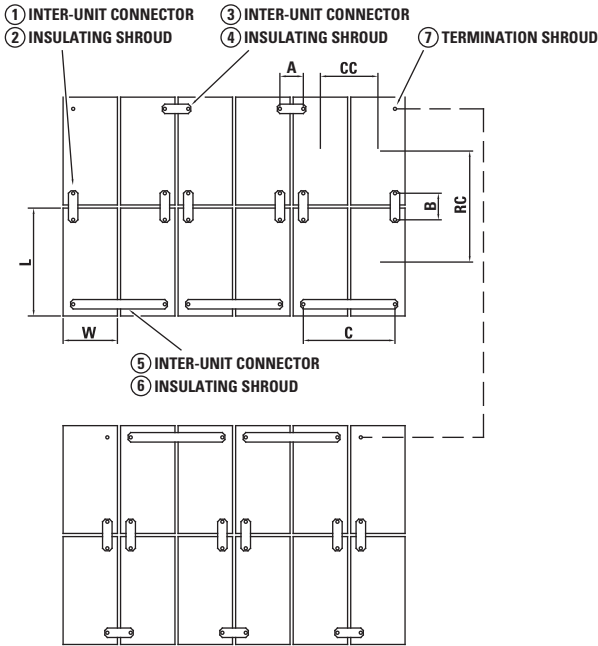 ① INTER-UNIT CONNECTOR
② INSULATING SHROUD
③ INTER-UNIT CONNECTOR
④ INSULATING SHROUD
⑦ TERMINATION SHROUD
A
CC
B
RC
L
W
C
⑤ INTER-UNIT CONNECTOR
⑥ INSULATING SHROUD